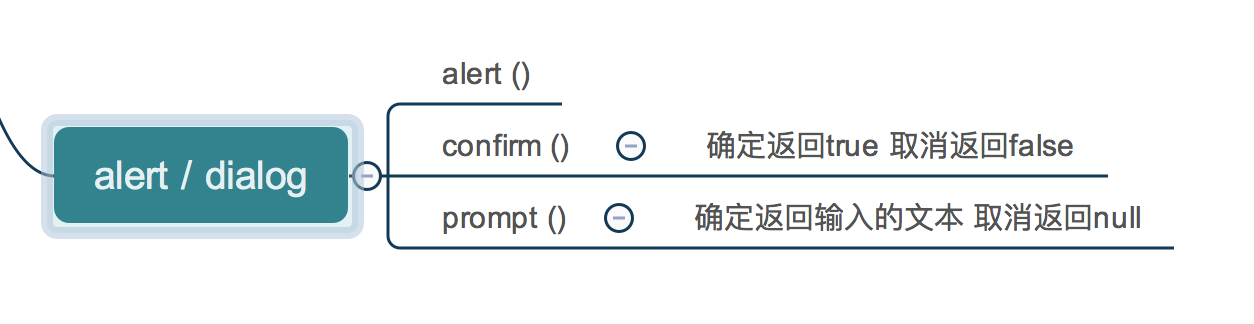 alert ()
confirm () 确定返回true 取消返回false
alert / dialog
prompt () 确定返回输入的文本 取消返回null